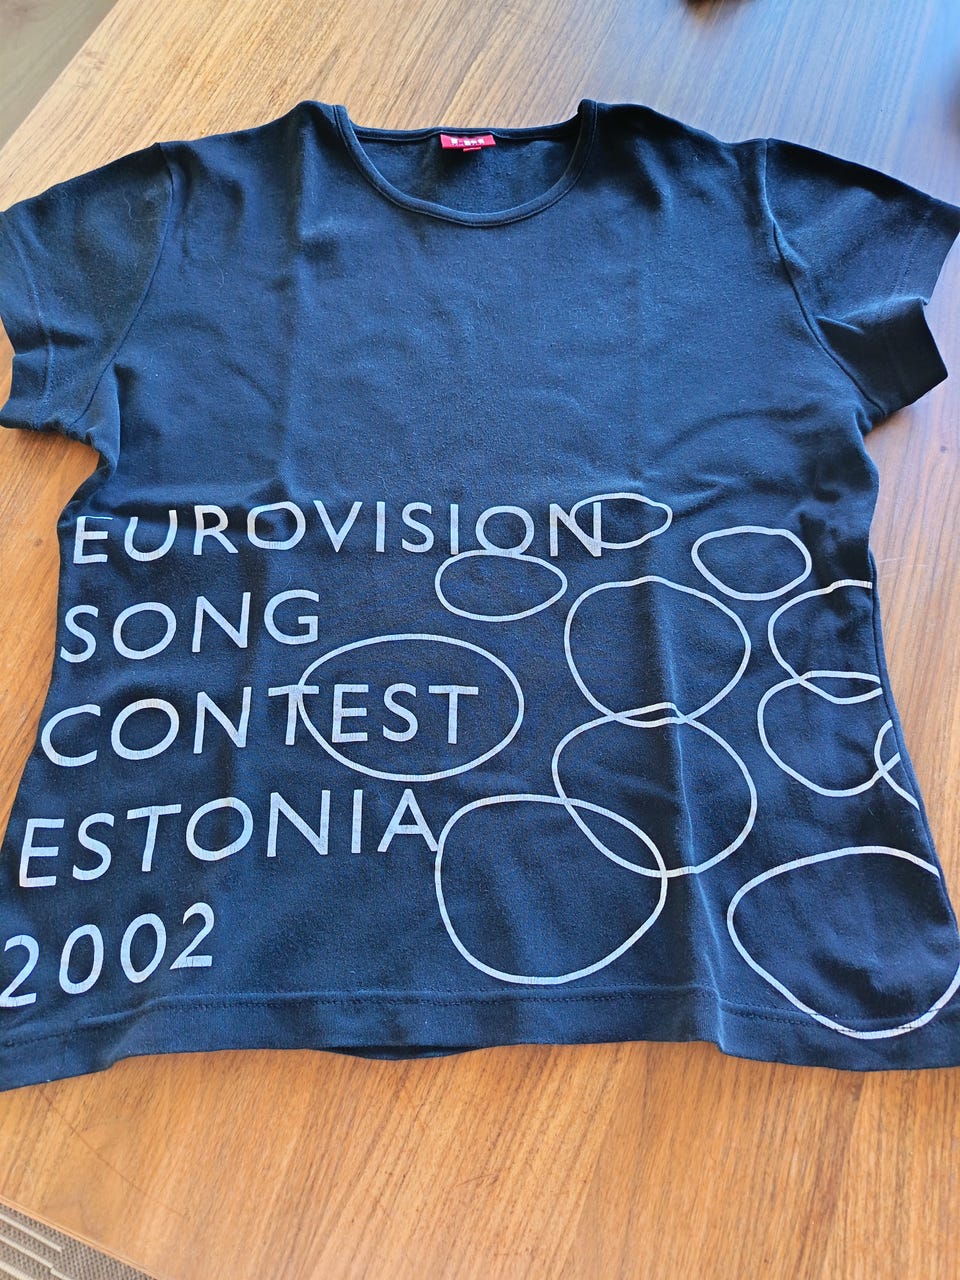 EUROVISION
SONG
CONTEST
ESTONIA
2002